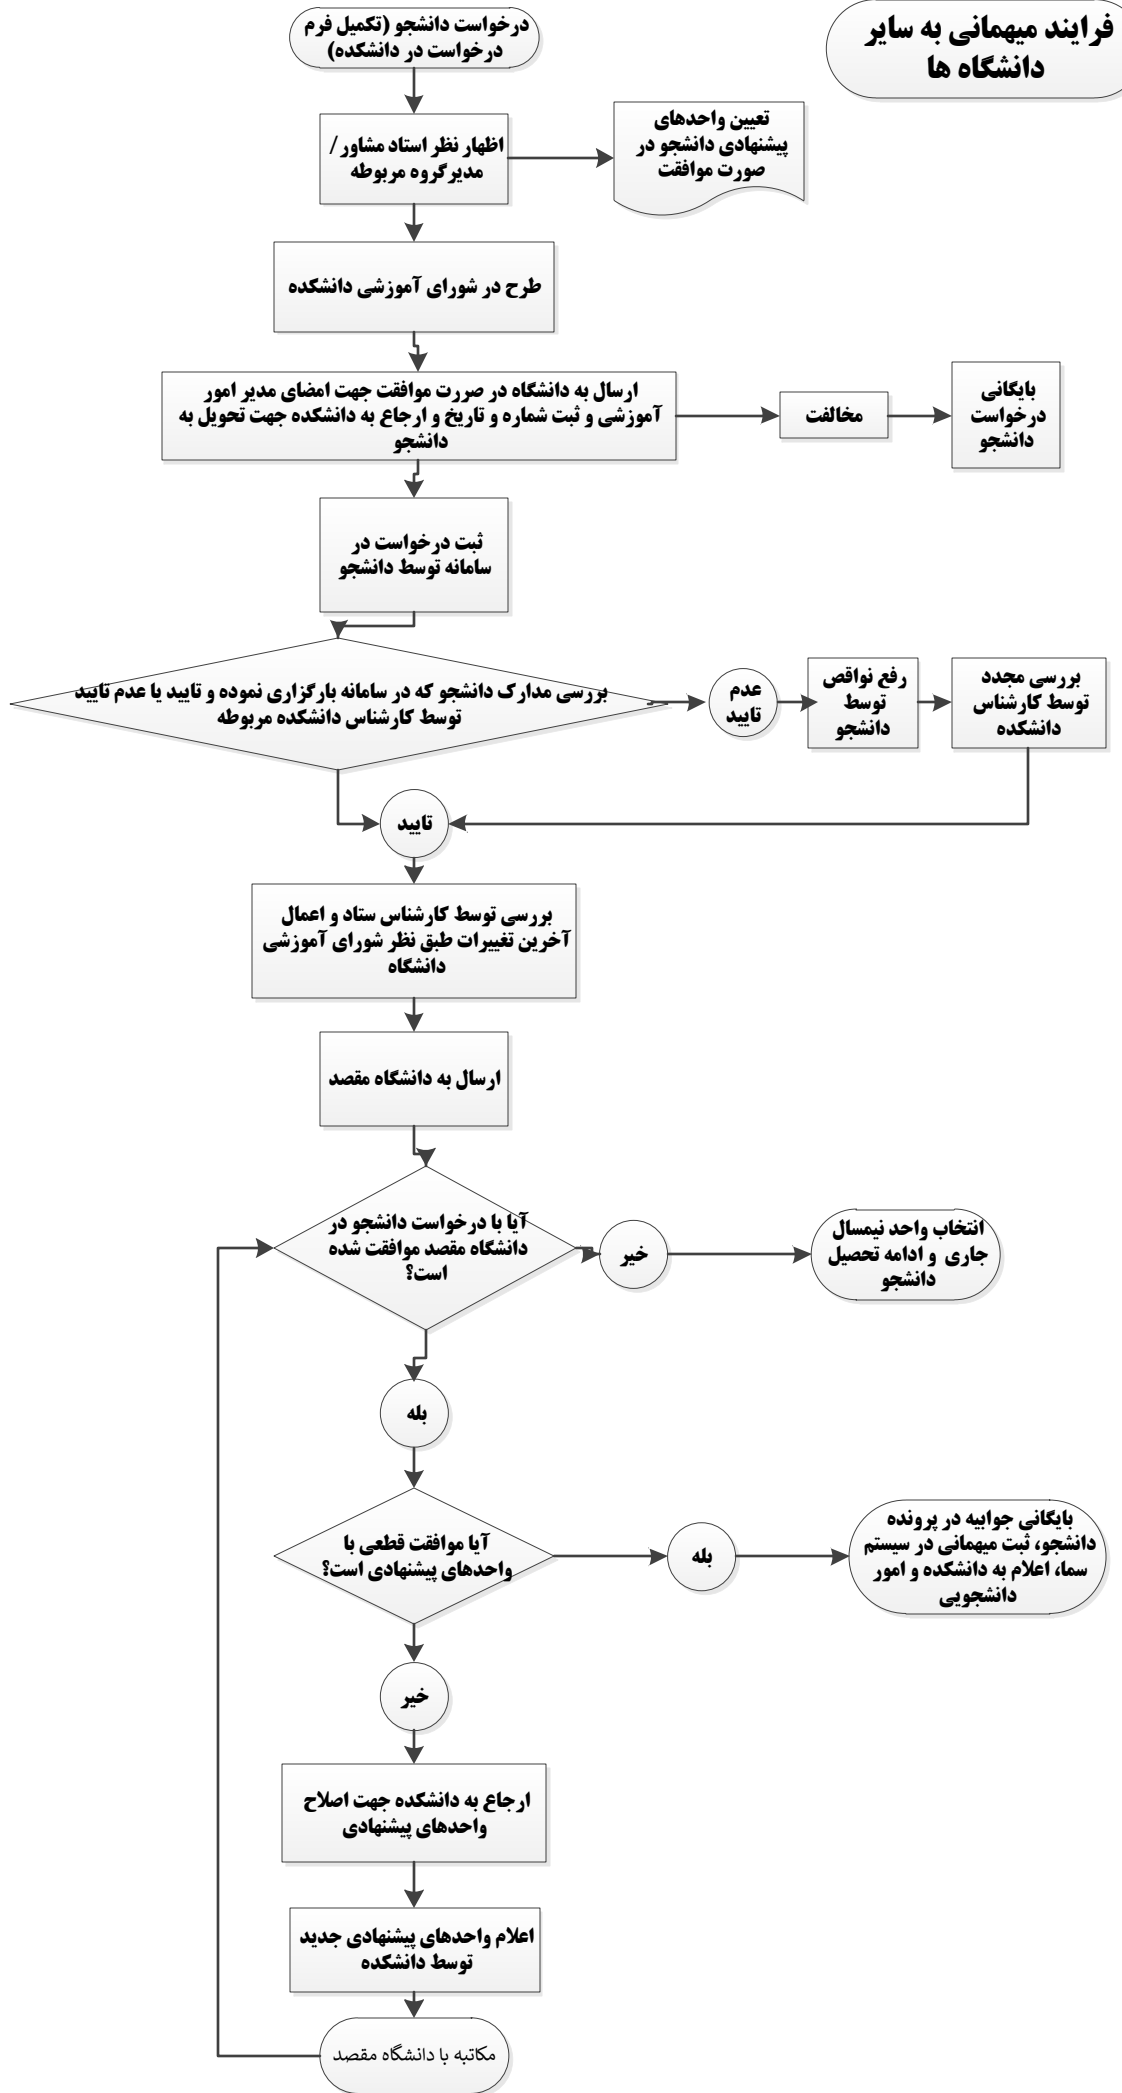 فرایند میهمانی به سایر
دانشگاه ها
درخواست دانشجو (تکمیل فرم
درخواست در دانشکده)
اظهار نظر استاد مشاور /
مدیرگروه مربوطه
تعیین واحدهای
پیشنهادی دانشجو در
صورت موافقت
طرح در شورای آموزشی دانشکده
ارسال به دانشگاه در صررت موافقت جهت امضای مدیر امور
آموزشی و ثبت شماره و تاریخ و ارجاع به دانشکده جهت تحویل به
دانشجو
مخالفت
بایگانی
درخواست
دانشجو
ثبت درخواست در
سامانه توسط دانشجو
بررسی مدارک دانشجو که در سامانه بارگزاری نموده و تایید یا عدم تایید
توسط کارشناس دانشکده مربوطه
عدم
تایید
رفع نواقص
توسط
دانشجو
بررسی مجدد
توسط کارشناس
دانشکده
تایید
بررسی توسط کارشناس ستاد و اعمال
آخرین تغییرات طبق نظر شورای آموزشی
دانشگاه
ارسال به دانشگاه مقصد
آیا با درخواست دانشجو در
دانشگاه مقصد موافقت شده
است؟
خیر
انتخاب واحد نیمسال
جاری و ادامه تحصیل
دانشجو
بله
آیا موافقت قطعی با
واحدهای پیشنهادی است؟
بله
بایگانی جوابیه در پرونده
دانشجو، ثبت میهمانی در سیستم
سما، اعلام به دانشکده و امور
دانشجویی
خیر
ارجاع به دانشکده جهت اصلاح
واحدهای پیشنهادی
اعلام واحدهای پیشنهادی جدید
توسط دانشکده
مکاتبه با دانشگاه مقصد